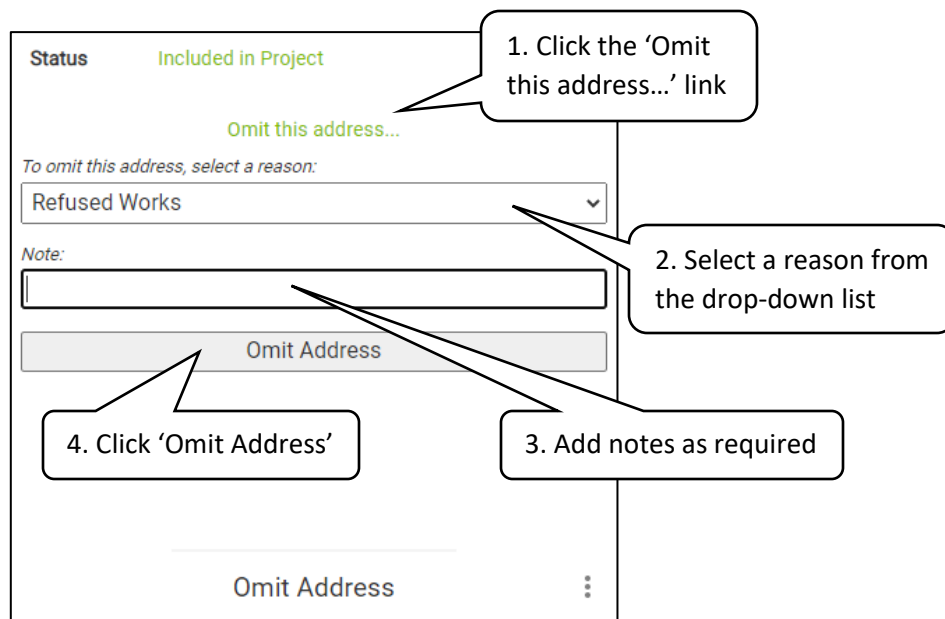 Status Included in Project
1. Click the ‘Omit
this address…’ link
Omit this address...
To omit this address, select a reason:
Refused Works
Note:
2. Select a reason from
the drop-down list
Omit Address
4. Click ‘Omit Address’
3. Add notes as required
Omit Address